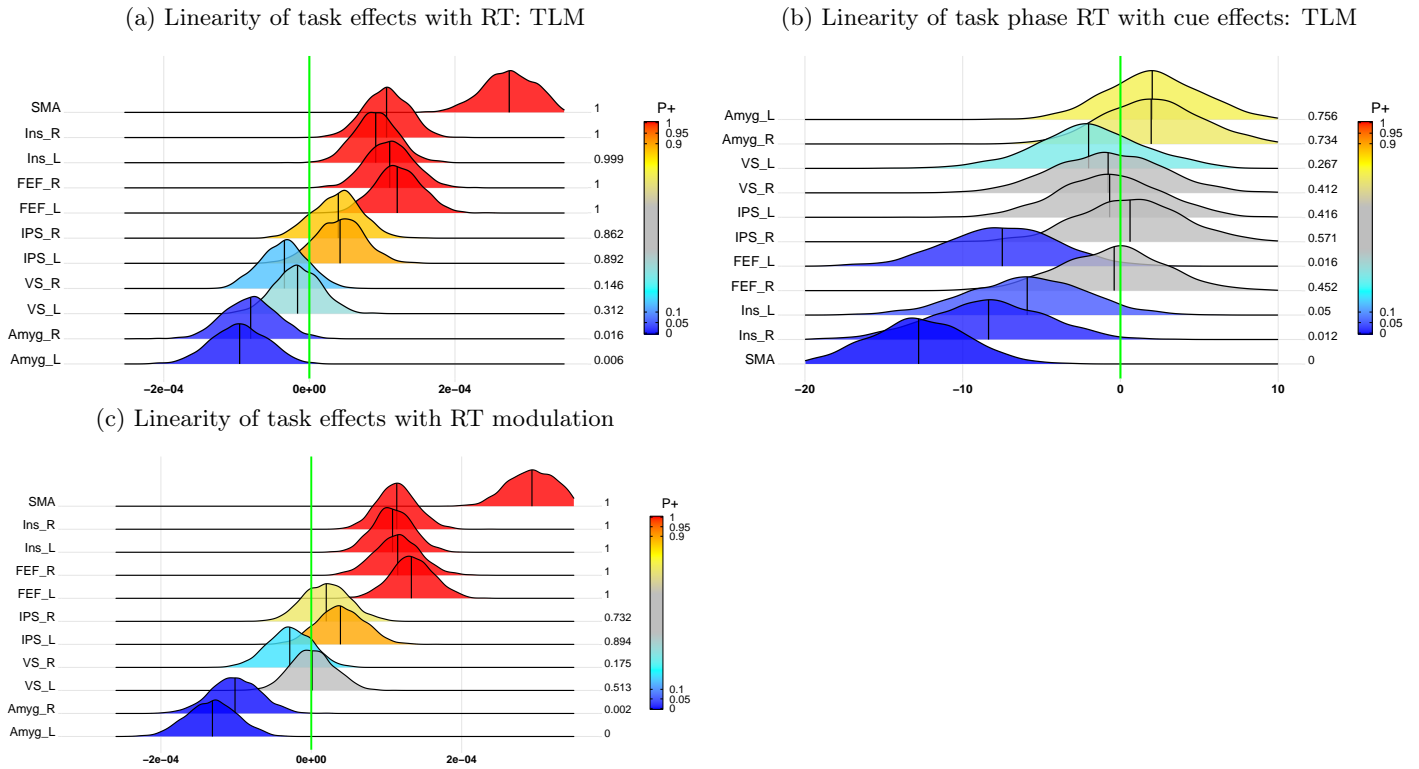 (a) Linearity of task effects with RT: TLM
SMA 1
Ins_R 1
Ins_L 0.999
FEF_R 1
FEF_L 1
IPS_R 0.862
IPS_L 0.892
VS_R 0.146
VS_L 0.312
Amyg_R 0.016
Amyg_L 0.006
−2e−04 0e+00 2e−04
P+
1
0.95
0.9
0.1
0.05
0
(b) Linearity of task phase RT with cue effects: TLM
Amyg_L 0.756
Amyg_R 0.734
VS_L 0.267
VS_R 0.412
IPS_L 0.416
IPS_R 0.571
FEF_L 0.016
FEF_R 0.452
Ins_L 0.05
Ins_R 0.012
SMA 0
−20 −10 0 10
P+
1
0.95
0.9
0.1
0.05
0
(c) Linearity of task effects with RT modulation
SMA 1
Ins_R 1
Ins_L 1
FEF_R 1
FEF_L 1
IPS_R 0.732
IPS_L 0.894
VS_R 0.175
VS_L 0.513
Amyg_R 0.002
Amyg_L 0
−2e−04 0e+00 2e−04
P+
1
0.95
0.9
0.1
0.05
0